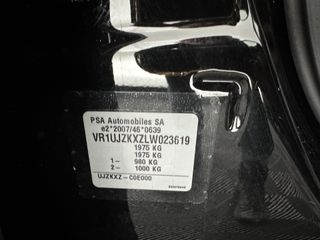 PSA Automobiles SA
e2*2007/46*0639
VR1UJZKXZLW023619
1975 KG
1975 KG
1- 980 KG
2- 1000 KG
UJZKXZ-C0E000